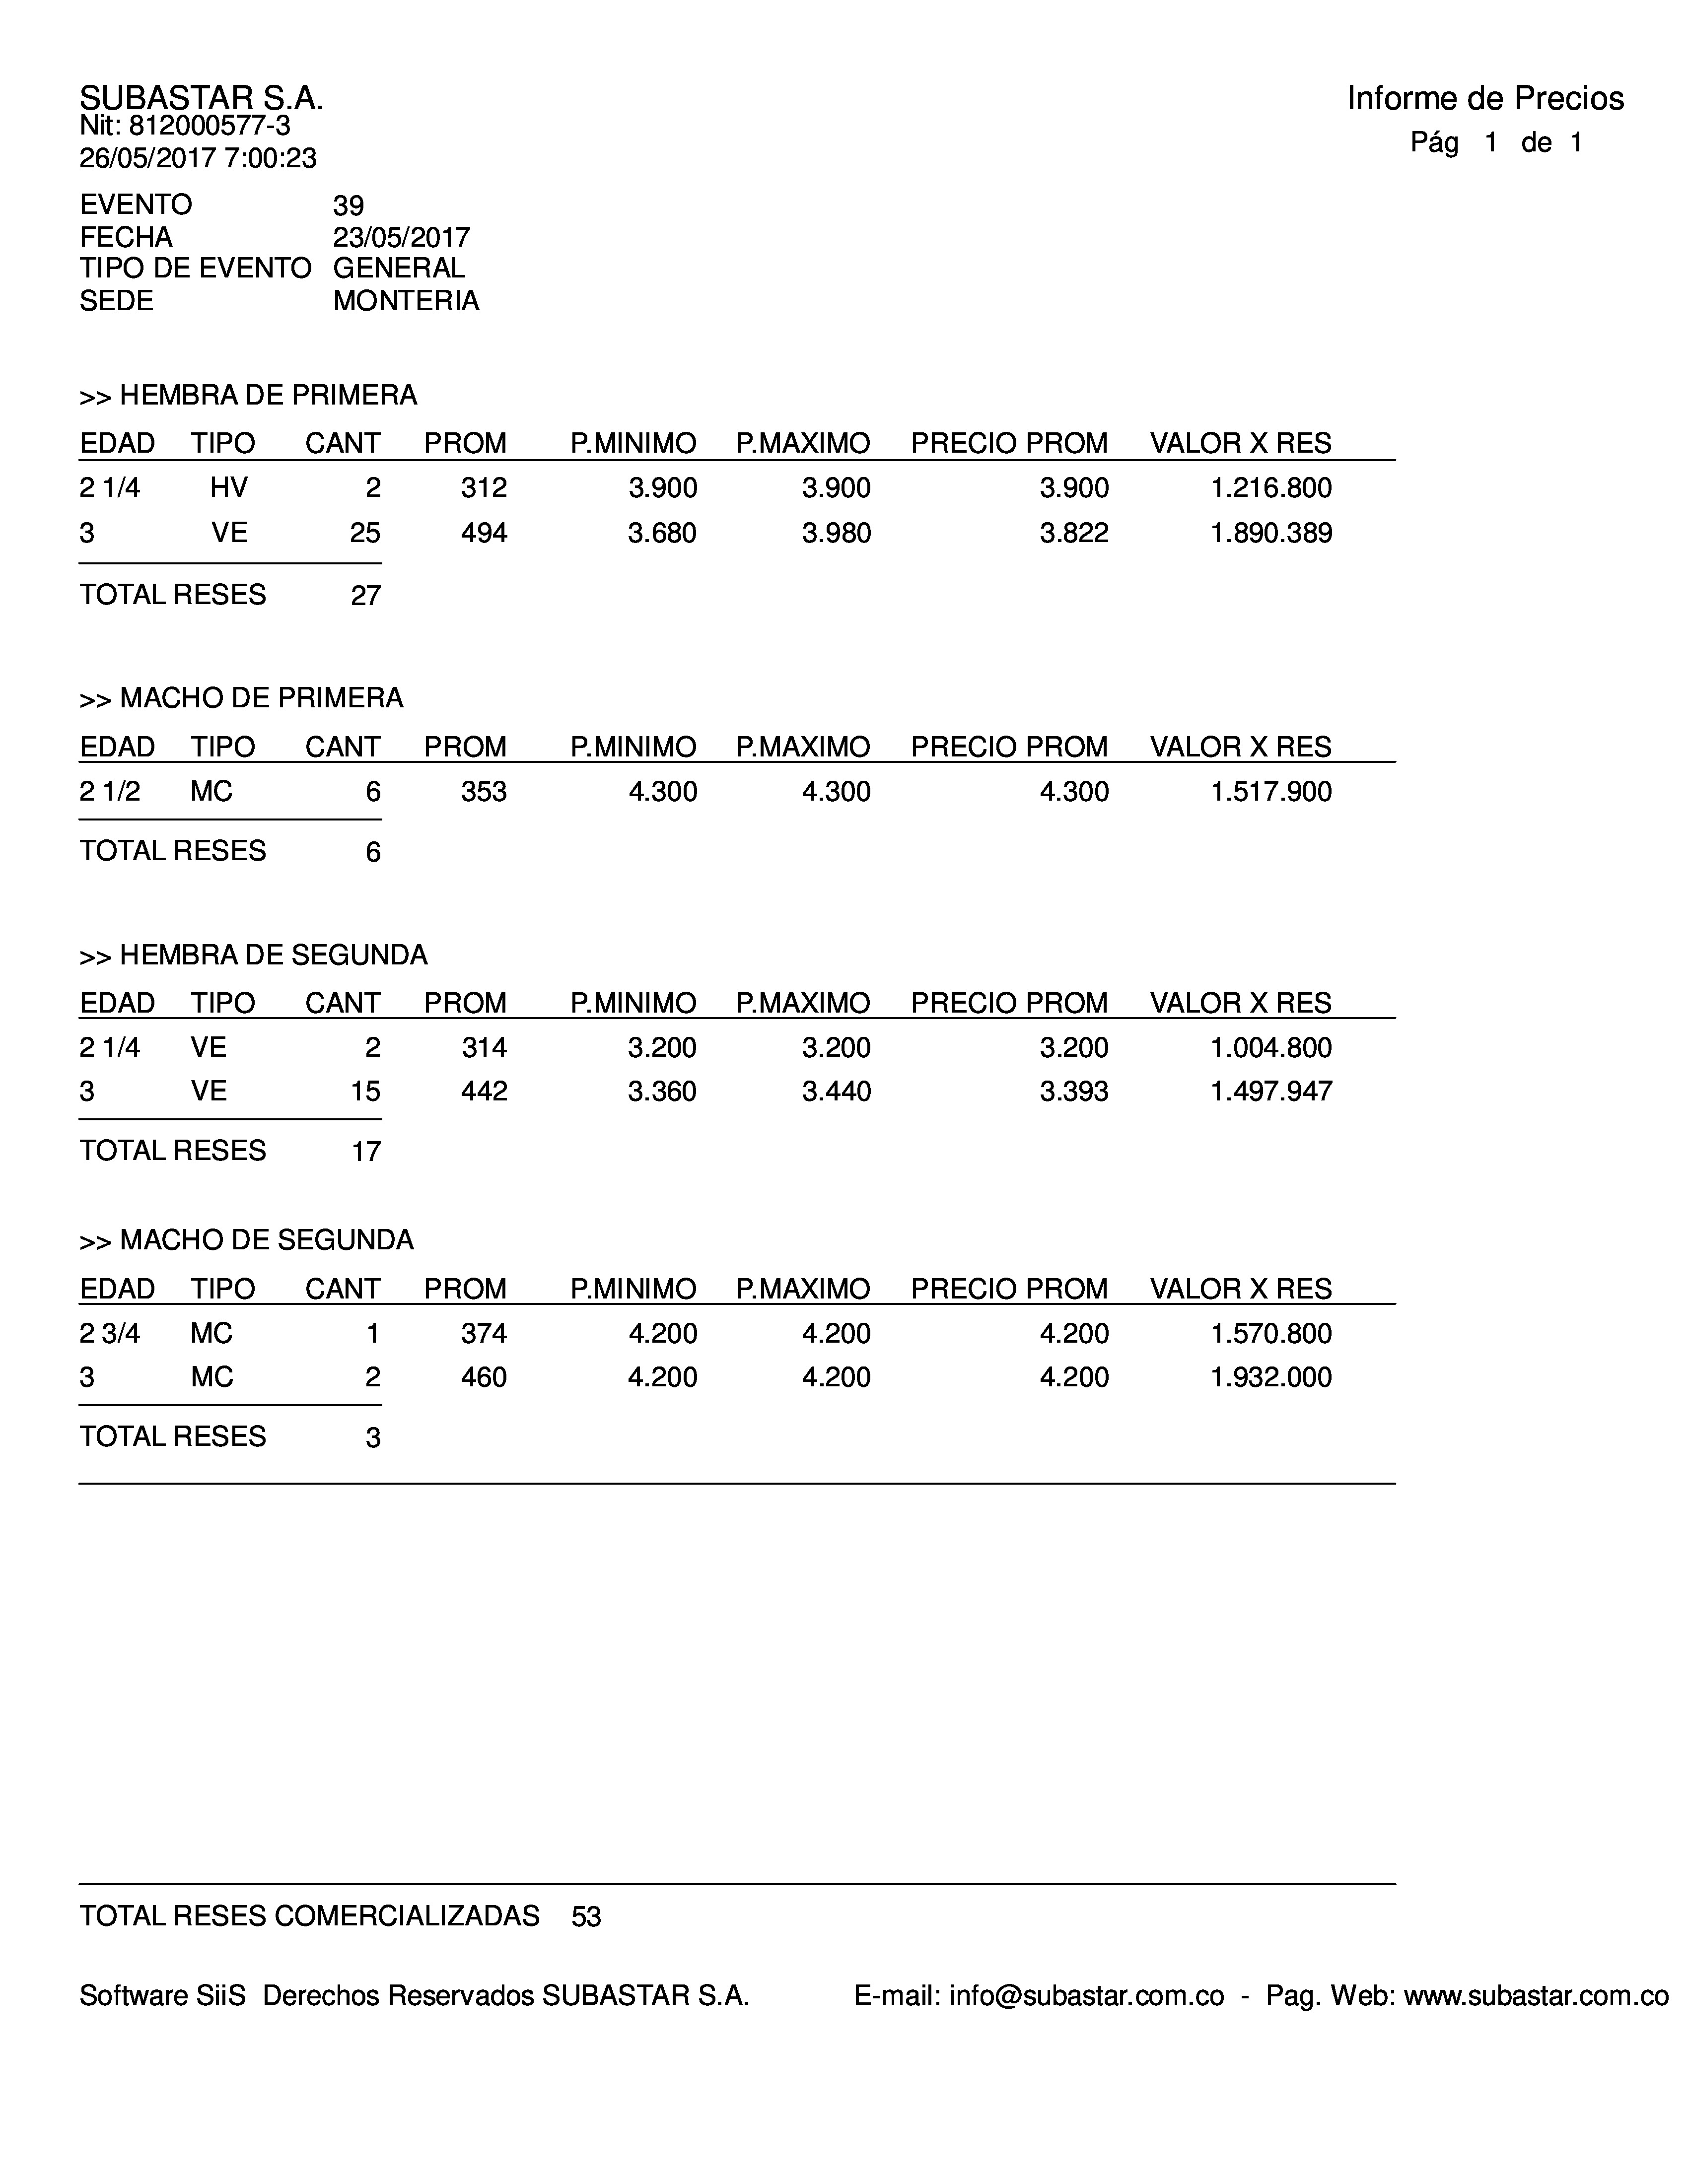 SUBASTAR S.A.
Informe de Precios
Nit: 812000577-3
Pág 1 de 1
26/05/2017 7:00:23
EVENTO 39
FECHA 23/05/2017
TIPO DE EVENTO GENERAL
SEDE MONTERIA
>> HEMBRA DE PRIMERA
EDAD TIPO CANT PROM P.MINIMO P.MAXIMO PRECIO PROM VALOR X RES
2 1/4 HV 2 312 3.900 3.900 3.900 1.216.800
3 VE 25 494 3.680 3.980 3.822 1.890.389
TOTAL RESES 27
>> MACHO DE PRIMERA
EDAD TIPO CANT PROM P.MINIMO P.MAXIMO PRECIO PROM VALOR X RES
2 1/2 MC 6 353 4.300 4.300 4.300 1.517.900
TOTAL RESES 6
>> HEMBRA DE SEGUNDA
EDAD TIPO CANT PROM P.MINIMO P.MAXIMO PRECIO PROM VALOR X RES
2 1/4 VE 2 314 3.200 3.200 3.200 1.004.800
3 VE 15 442 3.360 3.440 3.393 1.497.947
TOTAL RESES 17
>> MACHO DE SEGUNDA
EDAD TIPO CANT PROM P.MINIMO P.MAXIMO PRECIO PROM VALOR X RES
2 3/4 MC 1 374 4.200 4.200 4.200 1.570.800
3 MC 2 460 4.200 4.200 4.200 1.932.000
TOTAL RESES 3
TOTAL RESES COMERCIALIZADAS 53
Software SiiS Derechos Reservados SUBASTAR S.A. E-mail: info@subastar.com.co - Pag. Web: www.subastar.com.co